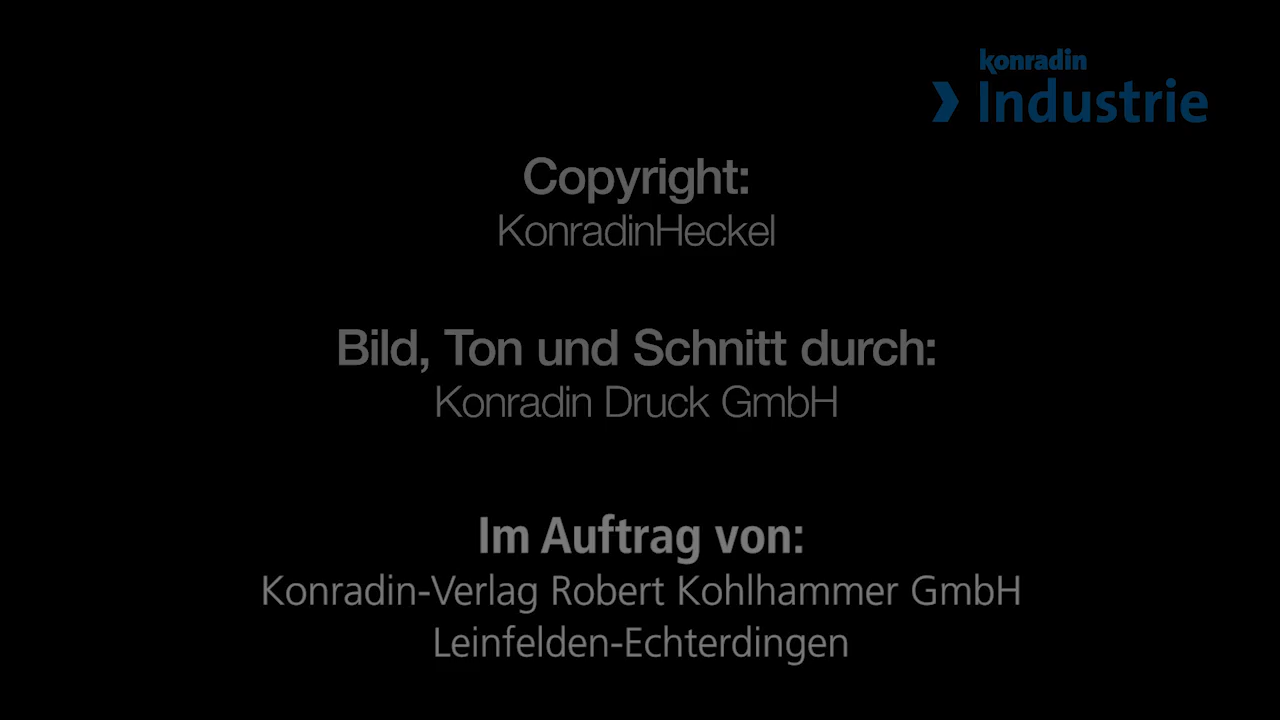 konradin
Industrie
Copyright:
KonradinHeckel
Bild, Ton und Schnitt durch:
Konradin Druck GmbH
Im Auftrag von:
Konradin-Verlag Robert Kohlhammer GmbH
Leinfelden-Echterdingen